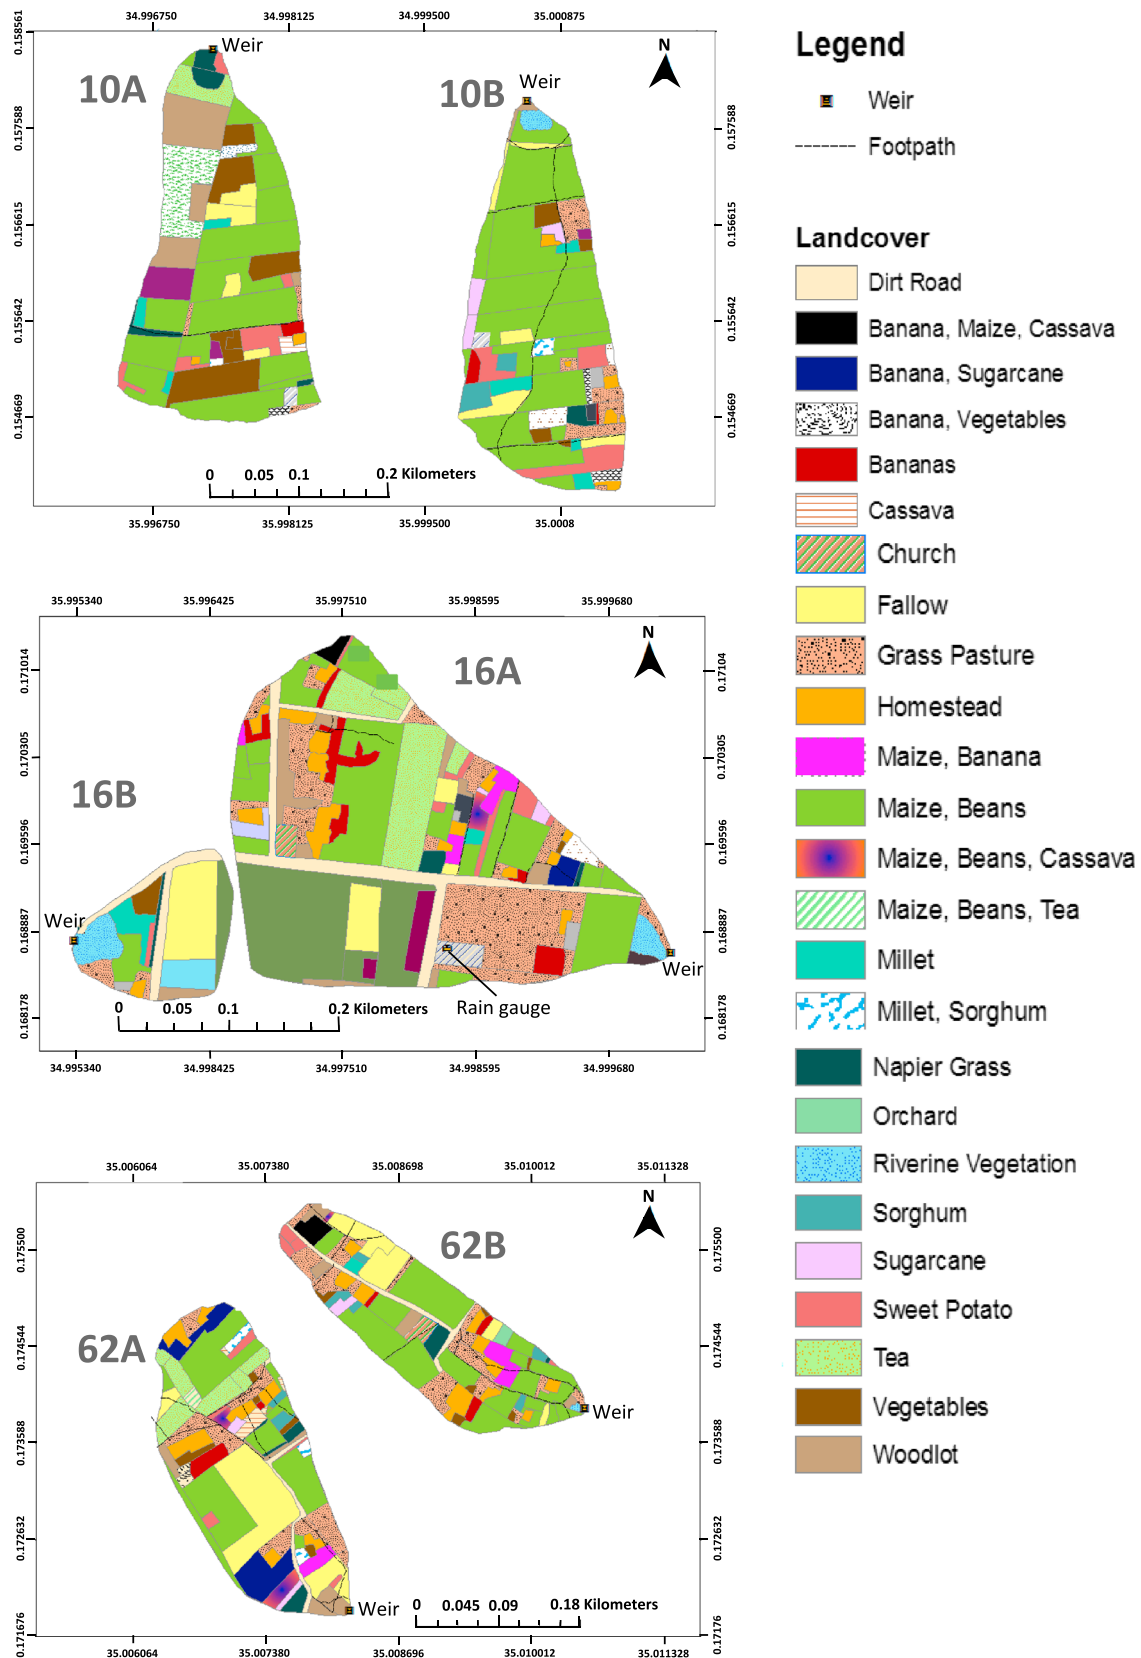 34.996750 34.998125 34.999500 35.000875
0.158561
0.157588
0.156615
0.155642
0.154669
0.157588
0.156615
0.155642
0.154669
Weir
10A
10B
Weir
N
0 0.05 0.1 0.2 Kilometers
35.996750 35.998125 35.999500 35.0008
35.995340 35.996425 35.997510 35.998595 35.999680
0.171014
0.170305
0.169596
0.168887
0.168178
0.17104
0.170305
0.169596
0.168887
0.168178
N
16A
16B
Weir
Weir
Rain gauge
0 0.05 0.1 0.2 Kilometers
34.995340 34.998425 34.997510 34.998595 34.999680
35.006064 35.007380 35.008698 35.010012 35.011328
0.175500
0.174544
0.173588
0.172632
0.171676
0.175500
0.174544
0.173588
0.172632
0.17176
N
62B
62A
Weir
Weir
0 0.045 0.09 0.18 Kilometers
35.006064 35.007380 35.008696 35.010012 35.011328
Legend
Weir
Footpath
Landcover
Dirt Road
Banana, Maize, Cassava
Banana, Sugarcane
Banana, Vegetables
Bananas
Cassava
Church
Fallow
Grass Pasture
Homestead
Maize, Banana
Maize, Beans
Maize, Beans, Cassava
Maize, Beans, Tea
Millet
Millet, Sorghum
Napier Grass
Orchard
Riverine Vegetation
Sorghum
Sugarcane
Sweet Potato
Tea
Vegetables
Woodlot